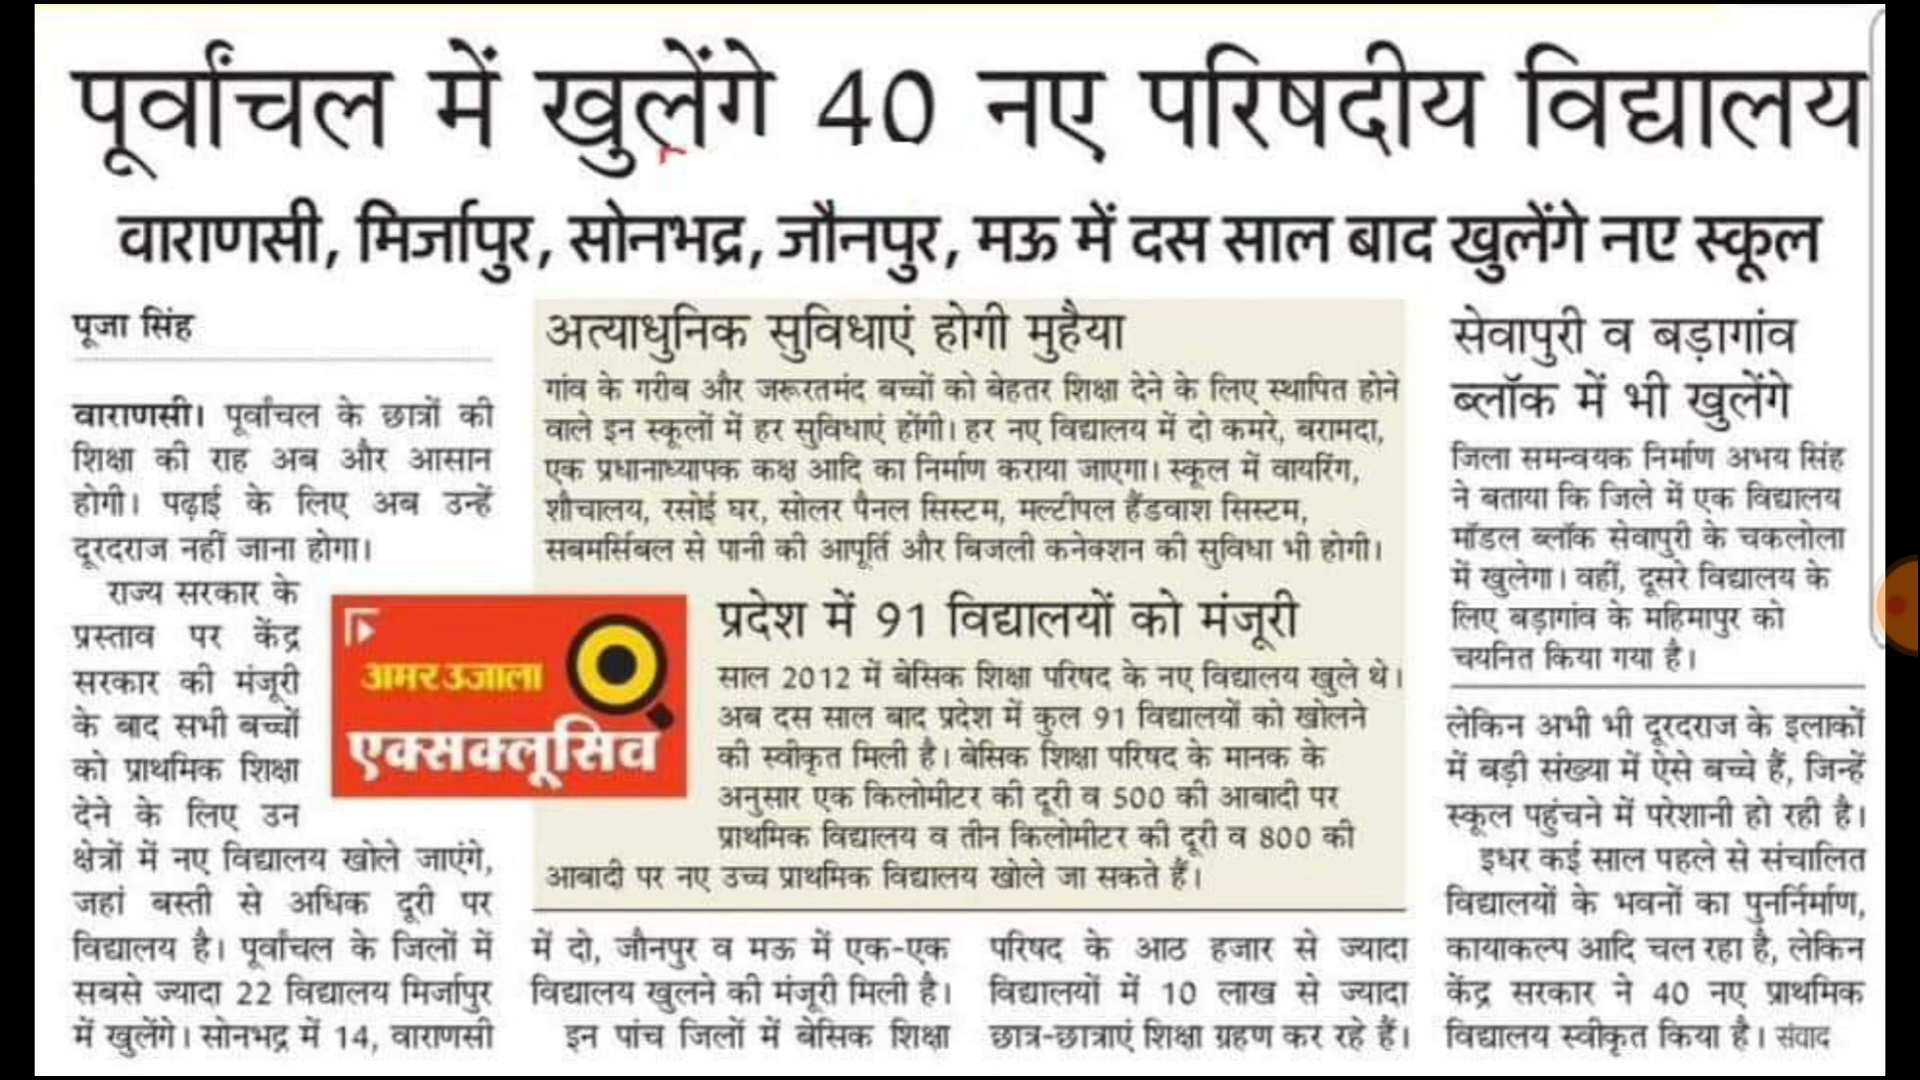 पूर्वांचल में खुलेंगे 40 नए परिषदीय विद्यालय
वाराणसी, मिर्जापुर, सोनभद्र, जौनपुर, मऊ में दस साल बाद खुलेंगे नए स्कूल
पूजा सिंह
वाराणसी। पूर्वांचल के छात्रों की
शिक्षा की राह अब और आसान
होगी। पढ़ाई के लिए अब उन्हें
दूरदराज नहीं जाना होगा।
राज्य सरकार के
प्रस्ताव पर केंद्र
सरकार की मंजूरी
के बाद सभी बच्चों
को प्राथमिक शिक्षा
देने के लिए उन
क्षेत्रों में नए विद्यालय खोले जाएंगे,
जहां बस्ती से अधिक दूरी पर
विद्यालय है। पूर्वांचल के जिलों में
सबसे ज्यादा 22 विद्यालय मिर्जापुर
में खुलेंगे। सोनभद्र में 14, वाराणसी
अमर उजाला
एक्सक्लूसिव
अत्याधुनिक सुविधाएं होगी मुहैया
गांव के गरीब और जरूरतमंद बच्चों को बेहतर शिक्षा देने के लिए स्थापित होने
वाले इन स्कूलों में हर सुविधाएं होंगी। हर नए विद्यालय में दो कमरे, बरामदा,
एक प्रधानाध्यापक कक्ष आदि का निर्माण कराया जाएगा। स्कूल में वायरिंग,
शौचालय, रसोई घर, सोलर पैनल सिस्टम, मल्टीपल हैंडवाश सिस्टम,
सबमर्सिबल से पानी की आपूर्ति और बिजली कनेक्शन की सुविधा भी होगी।
प्रदेश में 91 विद्यालयों को मंजूरी
साल 2012 में बेसिक शिक्षा परिषद के नए विद्यालय खुले थे।
अब दस साल बाद प्रदेश में कुल 91 विद्यालयों को खोलने
की स्वीकृत मिली है। बेसिक शिक्षा परिषद के मानक के
अनुसार एक किलोमीटर की दूरी व 500 की आबादी पर
प्राथमिक विद्यालय व तीन किलोमीटर की दूरी व 800 की
आबादी पर नए उच्च प्राथमिक विद्यालय खोले जा सकते हैं।
में दो, जौनपुर व मऊ में एक-एक
विद्यालय खुलने की मंजूरी मिली है।
इन पांच जिलों में बेसिक शिक्षा
परिषद के आठ हजार से ज्यादा
विद्यालयों में 10 लाख से ज्यादा
छात्र-छात्राएं शिक्षा ग्रहण कर रहे हैं।
सेवापुरी व बड़ागांव
ब्लॉक में भी खुलेंगे
जिला समन्वयक निर्माण अभय सिंह
ने बताया कि जिले में एक विद्यालय
मॉडल ब्लॉक सेवापुरी के चकलोला
में खुलेगा। वहीं, दूसरे विद्यालय के
लिए बड़ागांव के महिमापुर को
चयनित किया गया है।
लेकिन अभी भी दूरदराज के इलाकों
में बड़ी संख्या में ऐसे बच्चे हैं, जिन्हें
स्कूल पहुंचने में परेशानी हो रही है।
इधर कई साल पहले से संचालित
विद्यालयों के भवनों का पुनर्निर्माण,
कायाकल्प आदि चल रहा है, लेकिन
केंद्र सरकार ने 40 नए प्राथमिक
विद्यालय स्वीकृत किया है। संवाद